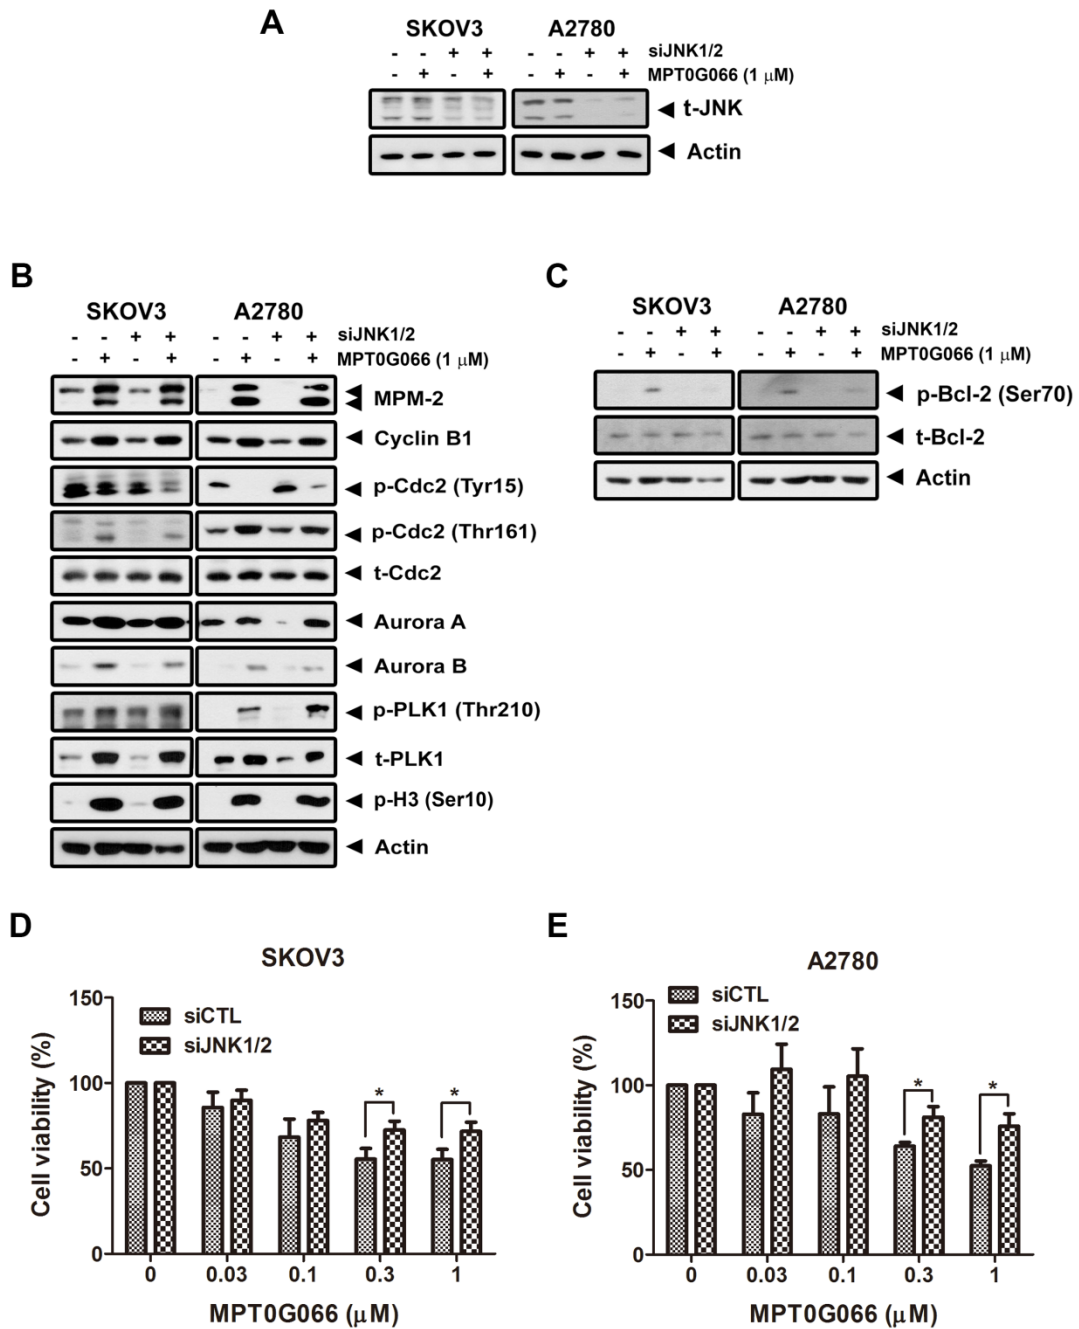 A
SKOV3 A2780
- - + + - - + + siJNK1/2
- + - + - + - + MPT0G066 (1 μM)
t-JNK
Actin
B
SKOV3 A2780
- - + + - - + + siJNK1/2
- + - + - + - + MPT0G066 (1 μM)
MPM-2
Cyclin B1
p-Cdc2 (Tyr15)
p-Cdc2 (Thr161)
t-Cdc2
Aurora A
Aurora B
p-PLK1 (Thr210)
t-PLK1
p-H3 (Ser10)
Actin
C
SKOV3 A2780
- - + + - - + + siJNK1/2
- + - + - + - + MPT0G066 (1 μM)
p-Bcl-2 (Ser70)
t-Bcl-2
Actin
D
SKOV3
siCTL
siJNK1/2
Cell viability (%)
150
100
50
0
* *
0 0.03 0.1 0.3 1
MPT0G066 (μM)
E
A2780
siCTL
siJNK1/2
Cell viability (%)
150
100
50
0
* *
0 0.03 0.1 0.3 1
MPT0G066 (μM)